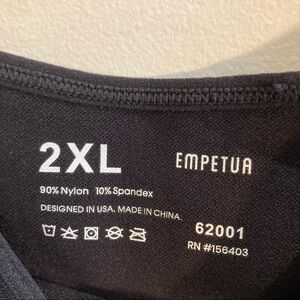 2XL EMPETUA
90% Nylon 10% Spandex
DESIGNED IN USA. MADE IN CHINA.
62001
RN #156403